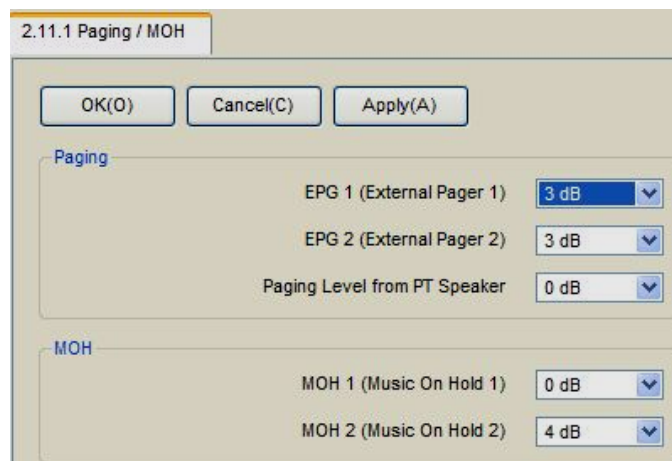 2.11.1 Paging / MOH
OK(O) Cancel(C) Apply(A)
Paging
EPG 1 (External Pager 1) 3 dB
EPG 2 (External Pager 2) 3 dB
Paging Level from PT Speaker 0 dB
MOH
MOH 1 (Music On Hold 1) 0 dB
MOH 2 (Music On Hold 2) 4 dB